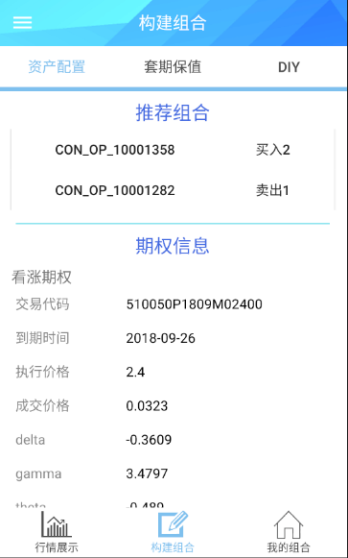 构建组合
资产配置 套期保值 DIY
推荐组合
CON_OP_10001358 买入2
CON_OP_10001282 卖出1
期权信息
看涨期权
交易代码 510050P1809M02400
到期时间 2018-09-26
执行价格 2.4
成交价格 0.0323
delta -0.3609
gamma 3.4797
theta -0.489
行情展示 构建组合 我的组合